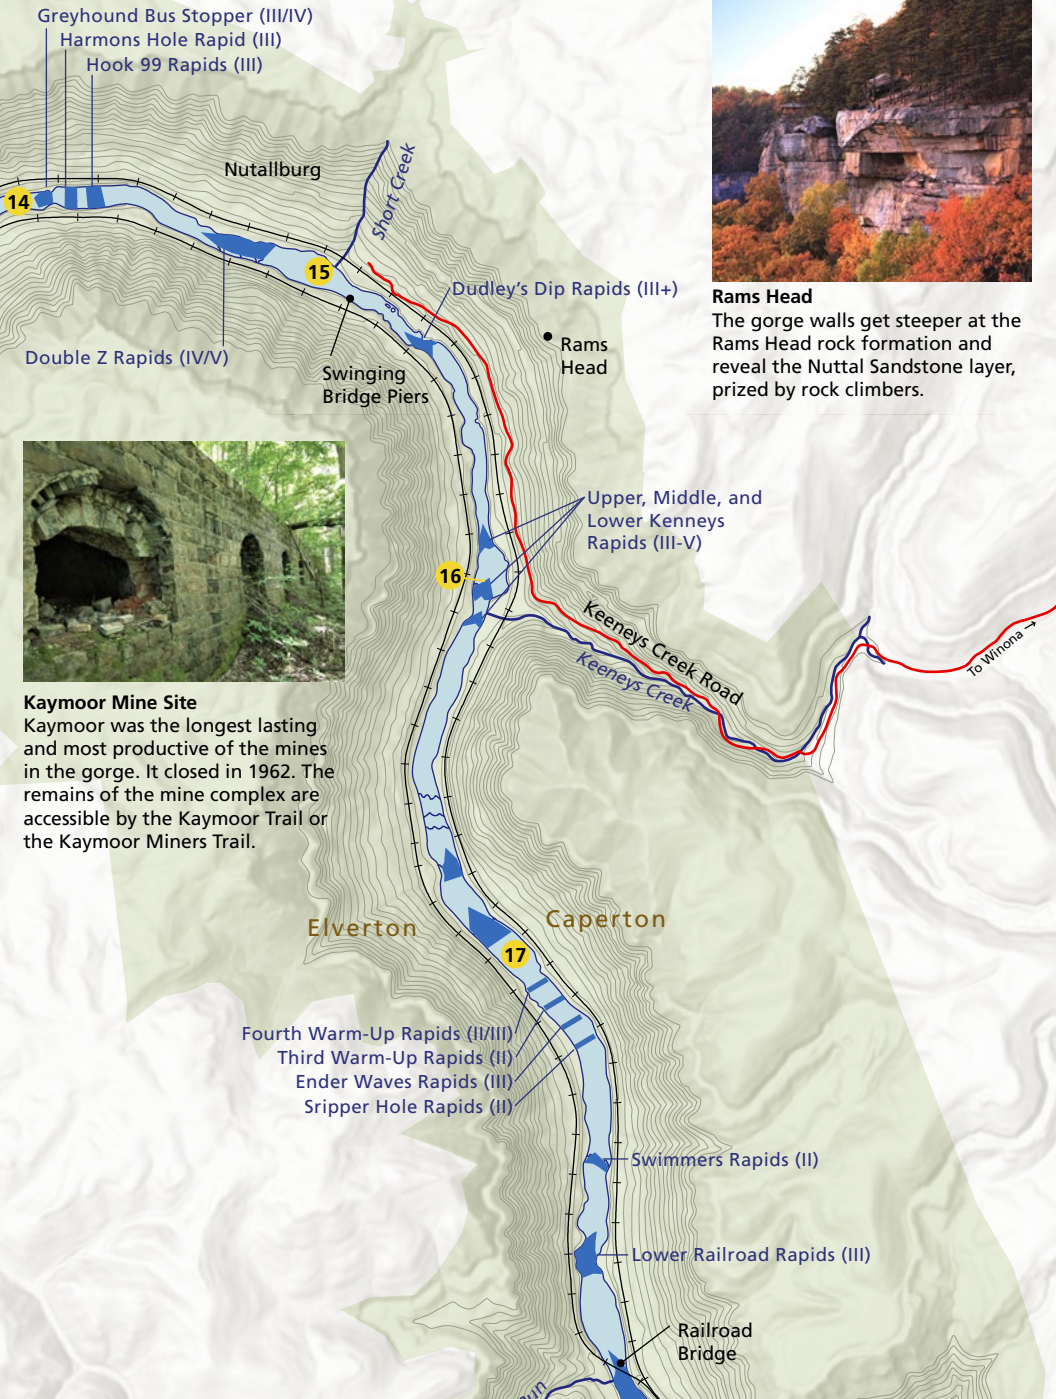 Greyhound Bus Stopper (III/IV)
Harmons Hole Rapid (III)
Hook 99 Rapids (III)
Nutallburg
Short Creek
14
15
Dudley's Dip Rapids (III+)
Double Z Rapids (IV/V)
Swinging
Bridge Piers
Rams
Head
Rams Head
The gorge walls get steeper at the
Rams Head rock formation and
reveal the Nuttal Sandstone layer,
prized by rock climbers.
Upper, Middle, and
Lower Kenneys
Rapids (III-V)
16
Keeneys Creek Road
Keeneys Creek
To Winona →
Kaymoor Mine Site
Kaymoor was the longest lasting
and most productive of the mines
in the gorge. It closed in 1962. The
remains of the mine complex are
accessible by the Kaymoor Trail or
the Kaymoor Miners Trail.
Elverton
Caperton
17
Fourth Warm-Up Rapids (II/III)
Third Warm-Up Rapids (II)
Ender Waves Rapids (III)
Sripper Hole Rapids (II)
Swimmers Rapids (II)
Lower Railroad Rapids (III)
Railroad
Bridge